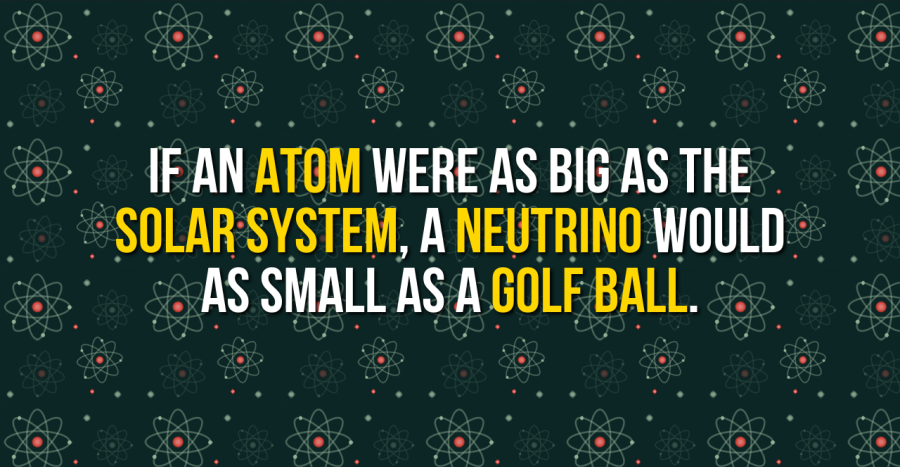 IF AN ATOM WERE AS BIG AS THE
SOLAR SYSTEM, A NEUTRINO WOULD
AS SMALL AS A GOLF BALL.